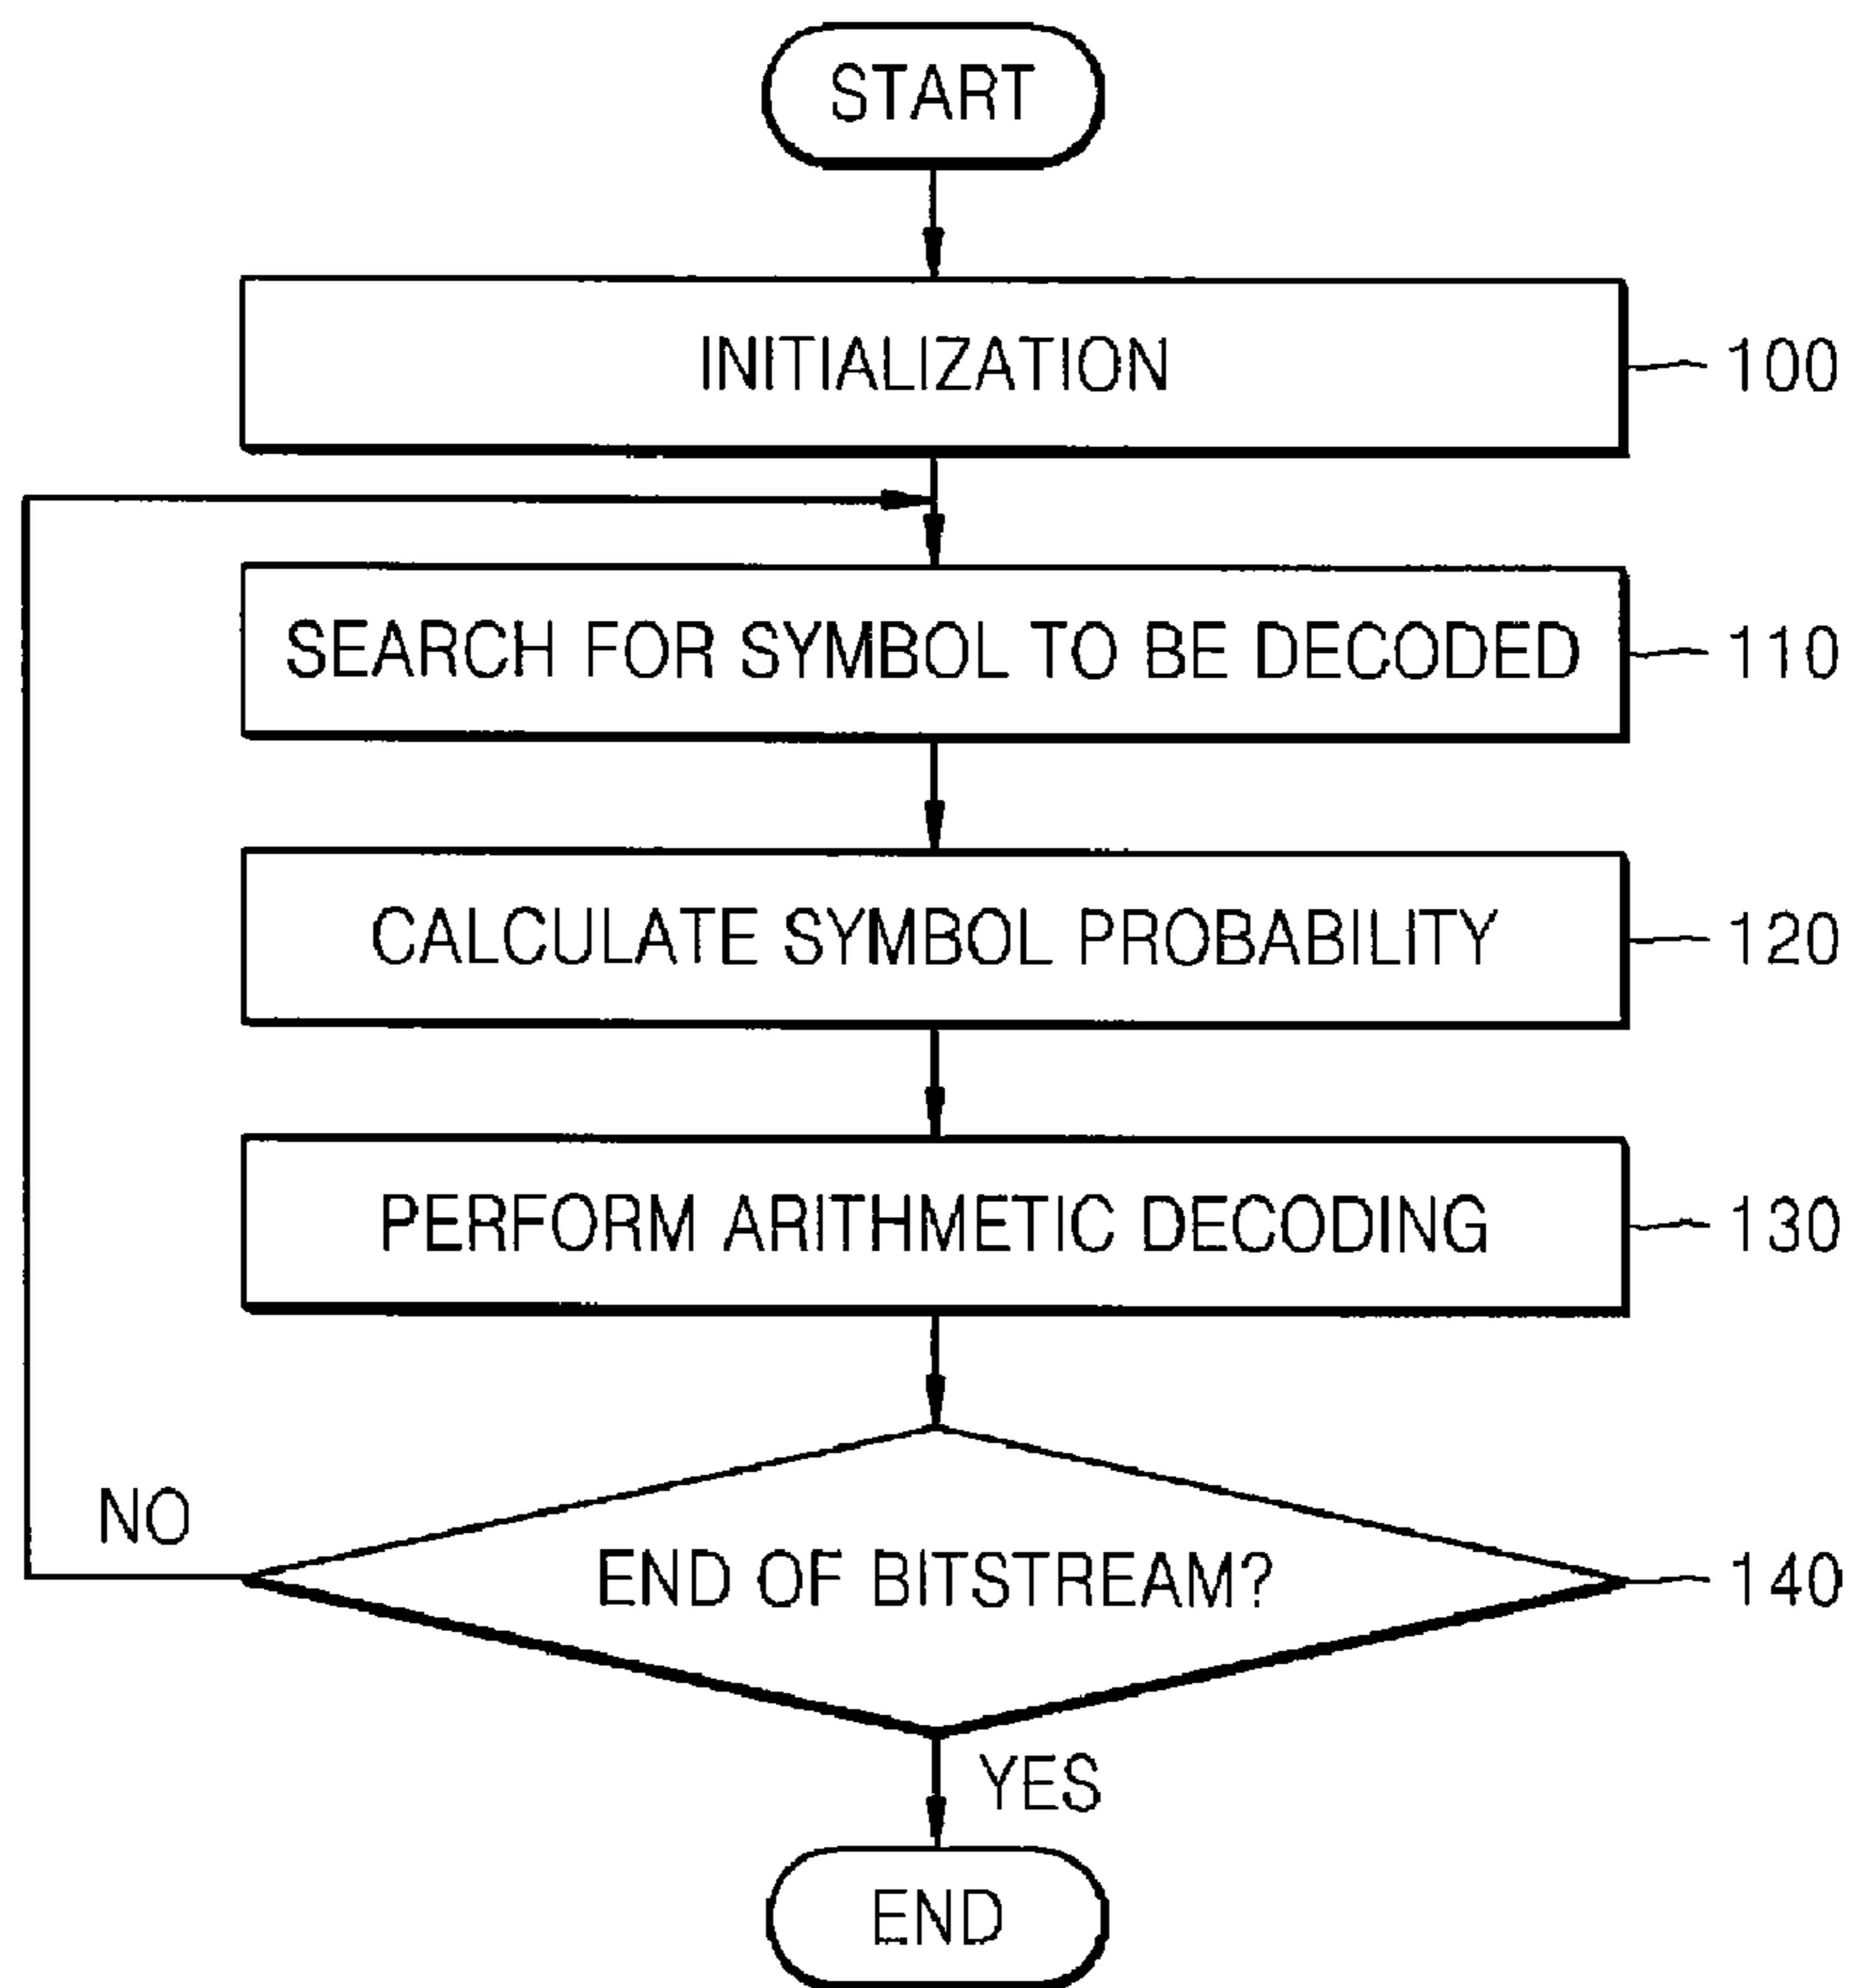 START
INITIALIZATION
100
SEARCH FOR SYMBOL TO BE DECODED
110
CALCULATE SYMBOL PROBABILITY
120
PERFORM ARITHMETIC DECODING
130
NO
END OF BITSTREAM?
140
YES
END